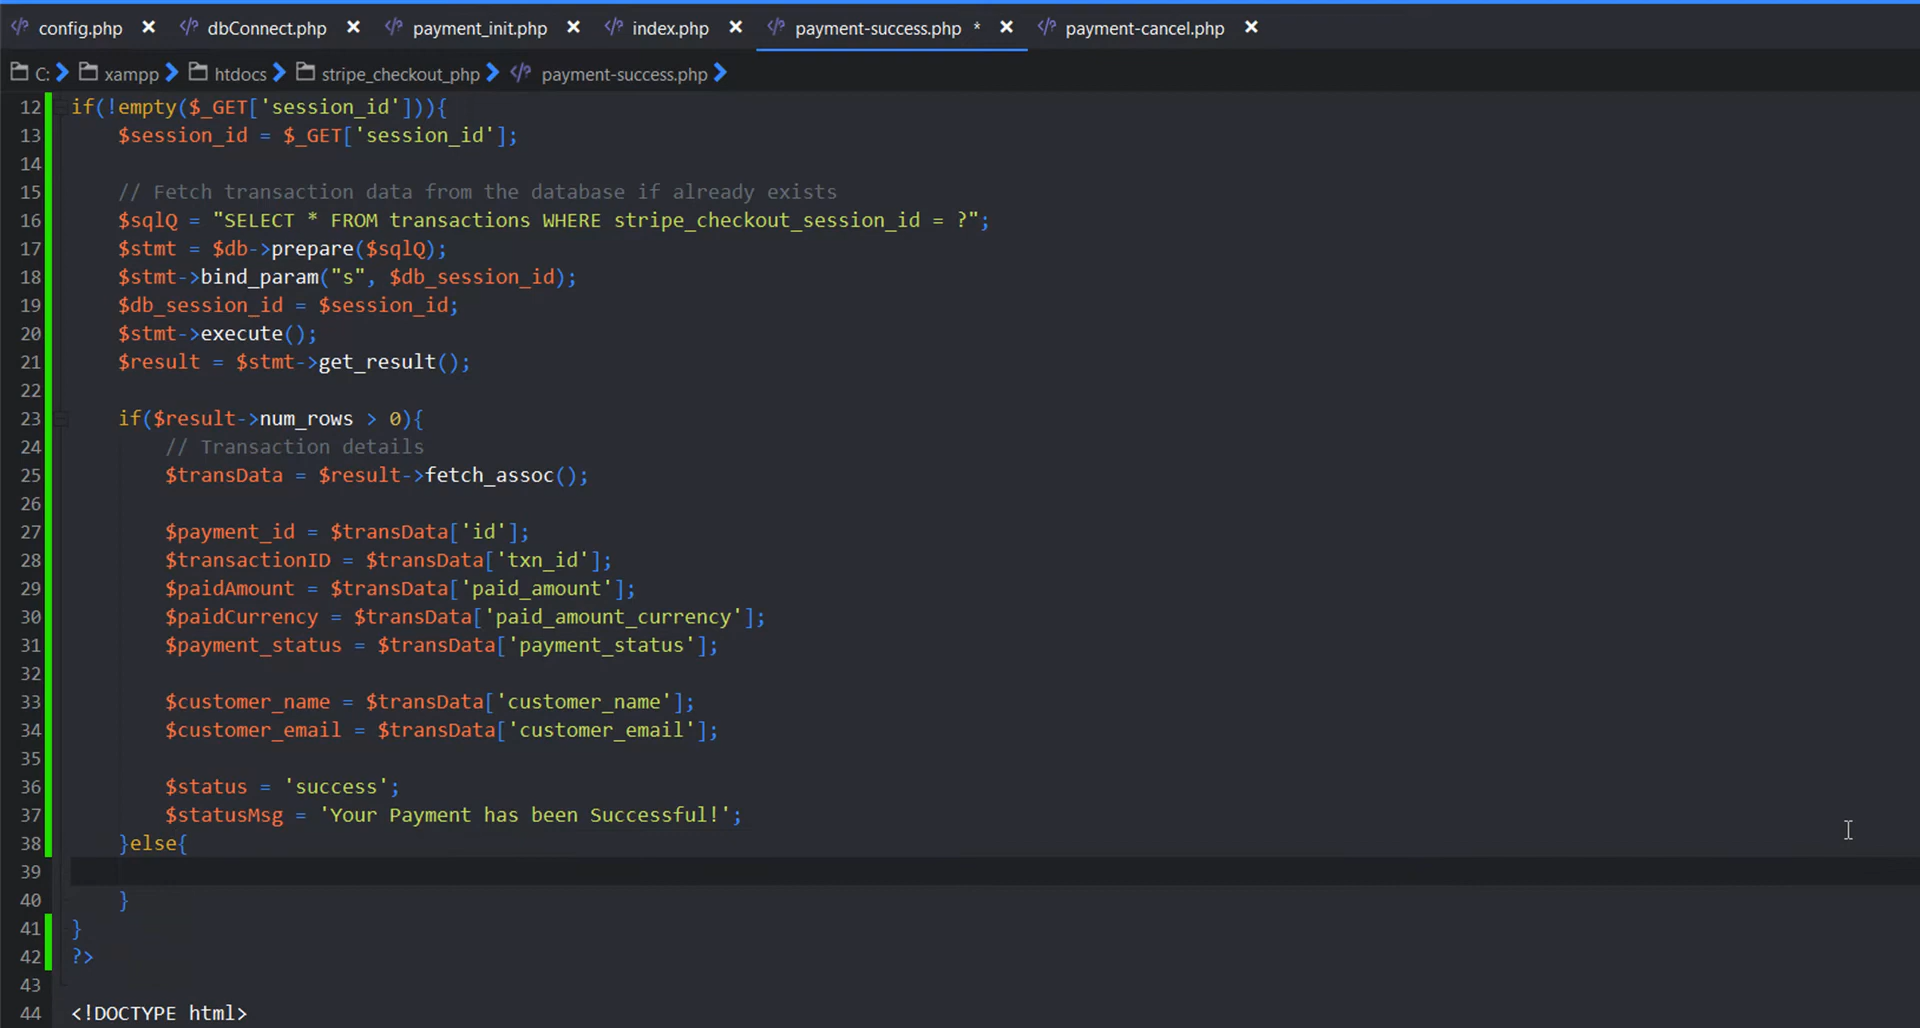 config.php × dbConnect.php × payment_init.php × index.php × payment-success.php * × payment-cancel.php ×
C: xampp htdocs stripe_checkout_php payment-success.php
12 if(!empty($_GET['session_id'])){
13     $session_id = $_GET['session_id'];
14
15     // Fetch transaction data from the database if already exists
16     $sqlQ = "SELECT * FROM transactions WHERE stripe_checkout_session_id = ?";
17     $stmt = $db->prepare($sqlQ);
18     $stmt->bind_param("s", $db_session_id);
19     $db_session_id = $session_id;
20     $stmt->execute();
21     $result = $stmt->get_result();
22
23     if($result->num_rows > 0){
24         // Transaction details
25         $transData = $result->fetch_assoc();
26
27         $payment_id = $transData['id'];
28         $transactionID = $transData['txn_id'];
29         $paidAmount = $transData['paid_amount'];
30         $paidCurrency = $transData['paid_amount_currency'];
31         $payment_status = $transData['payment_status'];
32
33         $customer_name = $transData['customer_name'];
34         $customer_email = $transData['customer_email'];
35
36         $status = 'success';
37         $statusMsg = 'Your Payment has been Successful!';
38     }else{
39
40     }
41 }
42 ?>
43
44 <!DOCTYPE html>